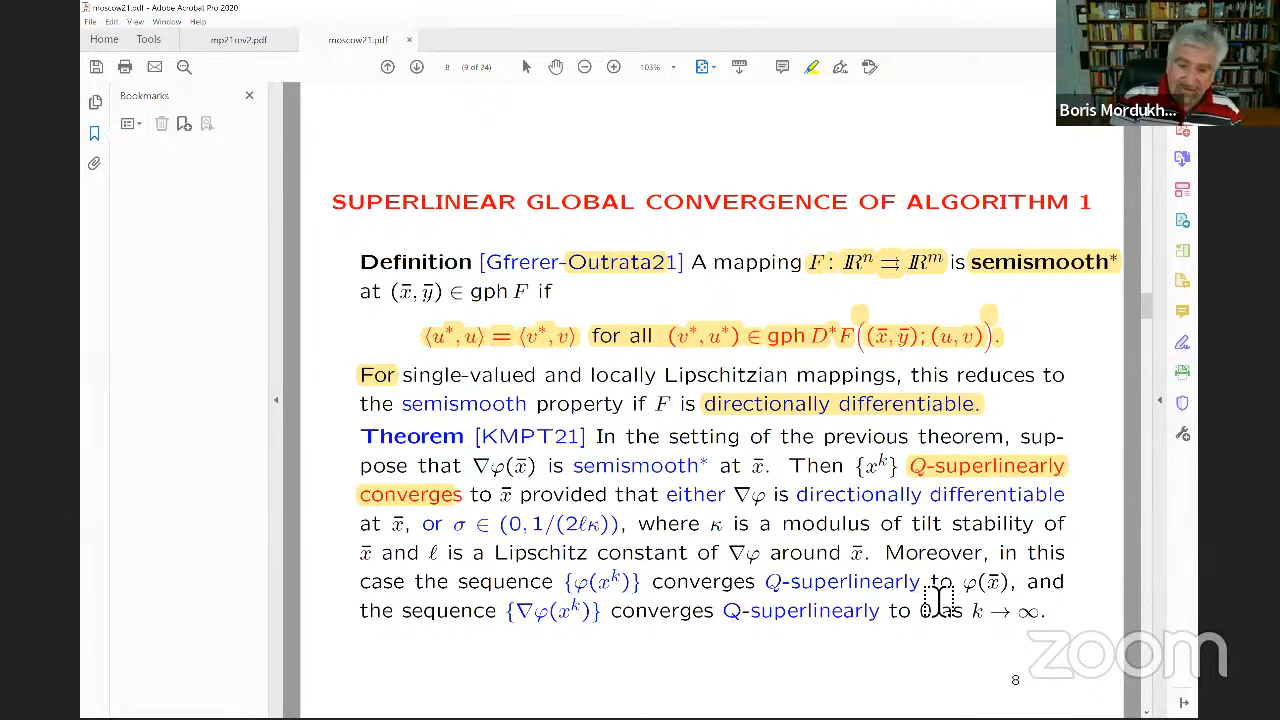 moscow21.pdf - Adobe Acrobat Pro 2020
File Edit View Window Help
Home Tools mp21rev2.pdf moscow21.pdf ×
8 (9 of 24) 103%
Bookmarks
Boris Mordukh...
SUPERLINEAR GLOBAL CONVERGENCE OF ALGORITHM 1
Definition [Gfrerer-Outrata21] A mapping F: ℝⁿ ⇉ ℝᵐ is semismooth*
at (x̄, ȳ) ∈ gph F if
⟨u*, u⟩ = ⟨v*, v⟩ for all (v*, u*) ∈ gph D*F((x̄, ȳ); (u, v)).
For single-valued and locally Lipschitzian mappings, this reduces to
the semismooth property if F is directionally differentiable.
Theorem [KMPT21] In the setting of the previous theorem, sup-
pose that ∇φ(x̄) is semismooth* at x̄. Then {xᵏ} Q-superlinearly
converges to x̄ provided that either ∇φ is directionally differentiable
at x̄, or σ ∈ (0, 1/(2ℓκ)), where κ is a modulus of tilt stability of
x̄ and ℓ is a Lipschitz constant of ∇φ around x̄. Moreover, in this
case the sequence {φ(xᵏ)} converges Q-superlinearly to φ(x̄), and
the sequence {∇φ(xᵏ)} converges Q-superlinearly to 0 as k → ∞.
zoom
8